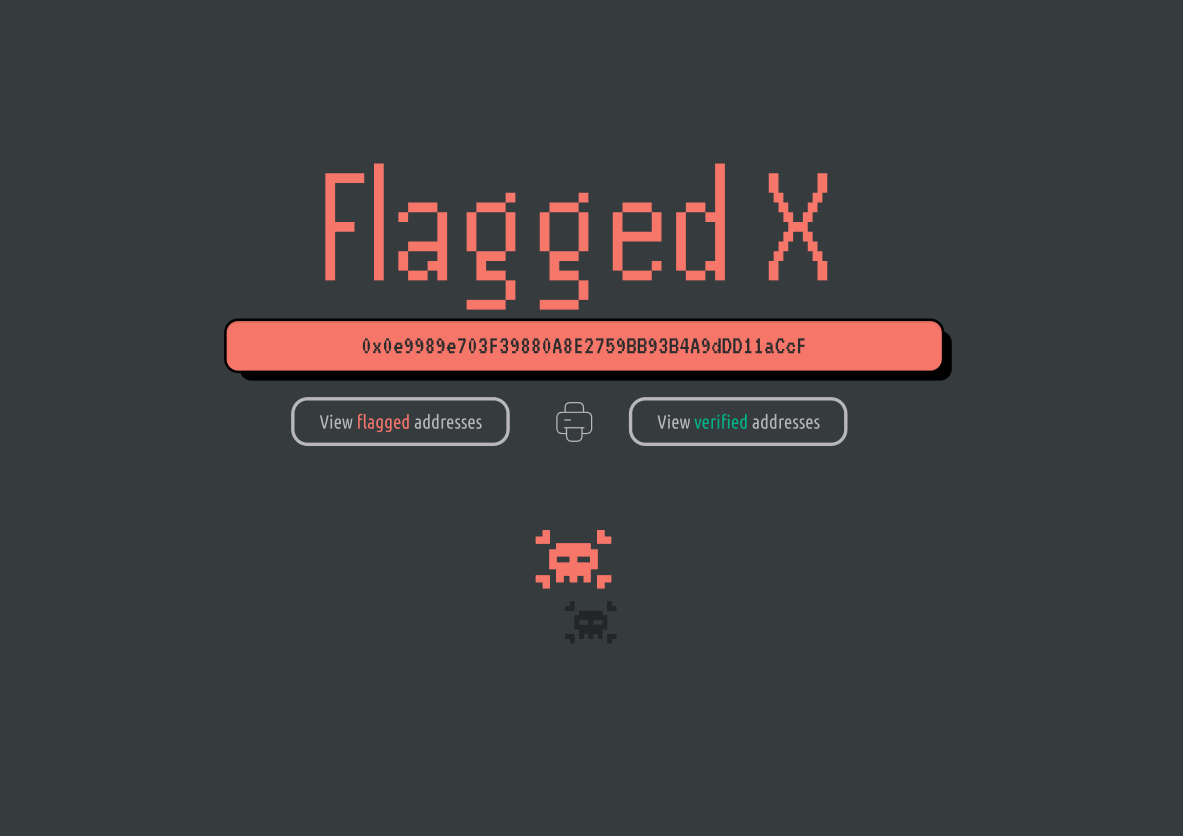 Flagged X
0x0e9989e703F39880A8E2759BB93B4A9dDD11aCcF
View flagged addresses
View verified addresses